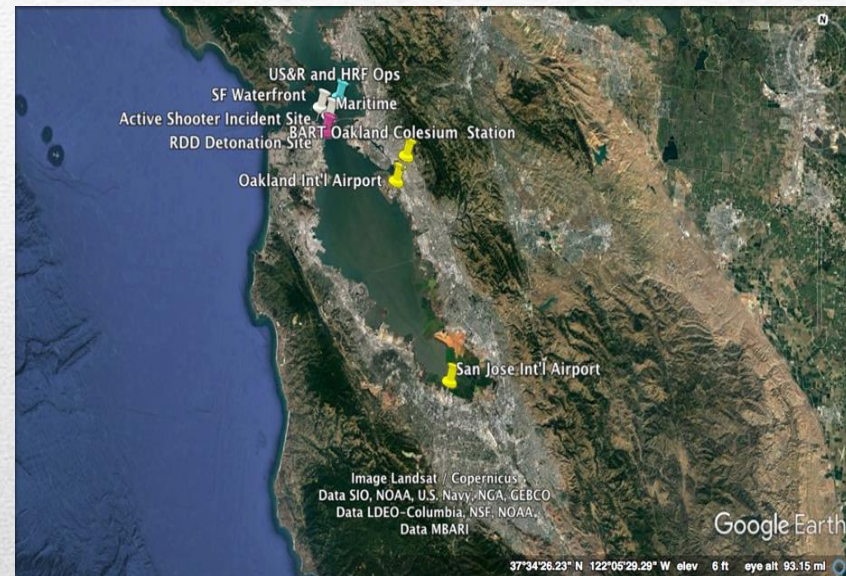 N
US&R and HRF Ops
SF Waterfront
Maritime
Active Shooter Incident Site
BART Oakland Colesium Station
RDD Detonation Site
Oakland Int'l Airport
San Jose Int'l Airport
Image Landsat / Copernicus
Data SIO, NOAA, U.S. Navy, NGA, GEBCO
Data LDEO-Columbia, NSF, NOAA
Data MBARI
Google Earth
37°34'26.23" N 122°05'29.29" W elev 6 ft eye alt 93.15 mi